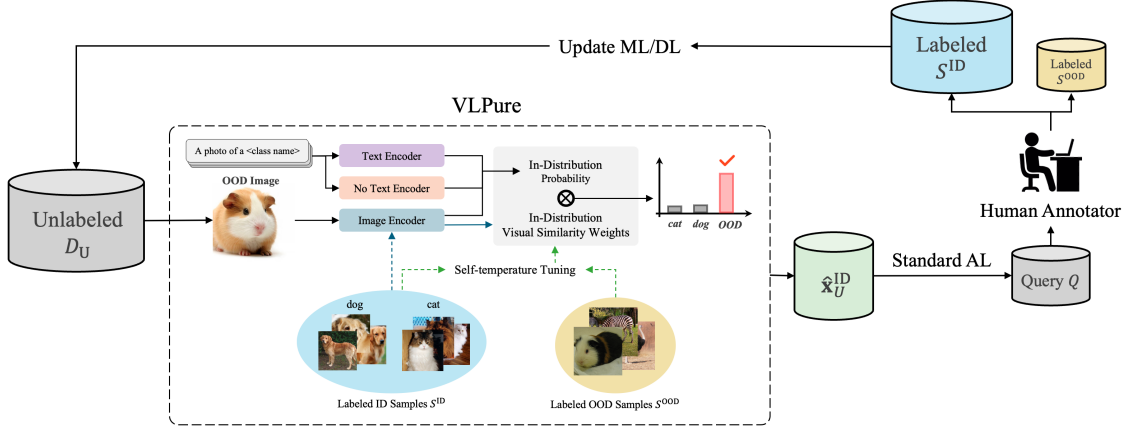 Update ML/DL
Labeled
S^ID
Labeled
S^OOD
VLPure
A photo of a <class name>
OOD Image
Text Encoder
No Text Encoder
Image Encoder
In-Distribution
Probability
In-Distribution
Visual Similarity Weights
cat
dog
OOD
Unlabeled
D_U
Human Annotator
Self-temperature Tuning
x̂_U^ID
Standard AL
Query Q
dog
cat
Labeled ID Samples S^ID
Labeled OOD Samples S^OOD